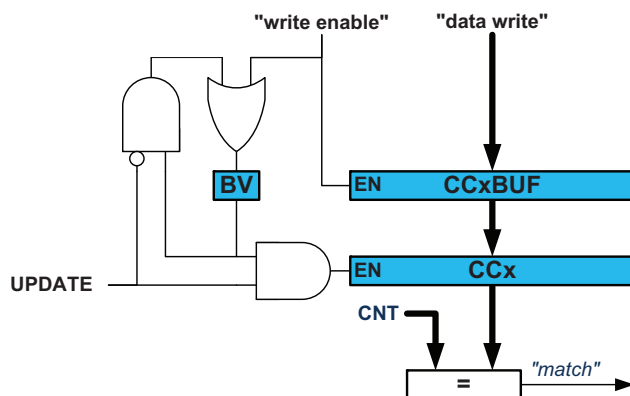 "write enable"
"data write"
BV
EN
CCxBUF
EN
CCx
UPDATE
CNT
"match"
=